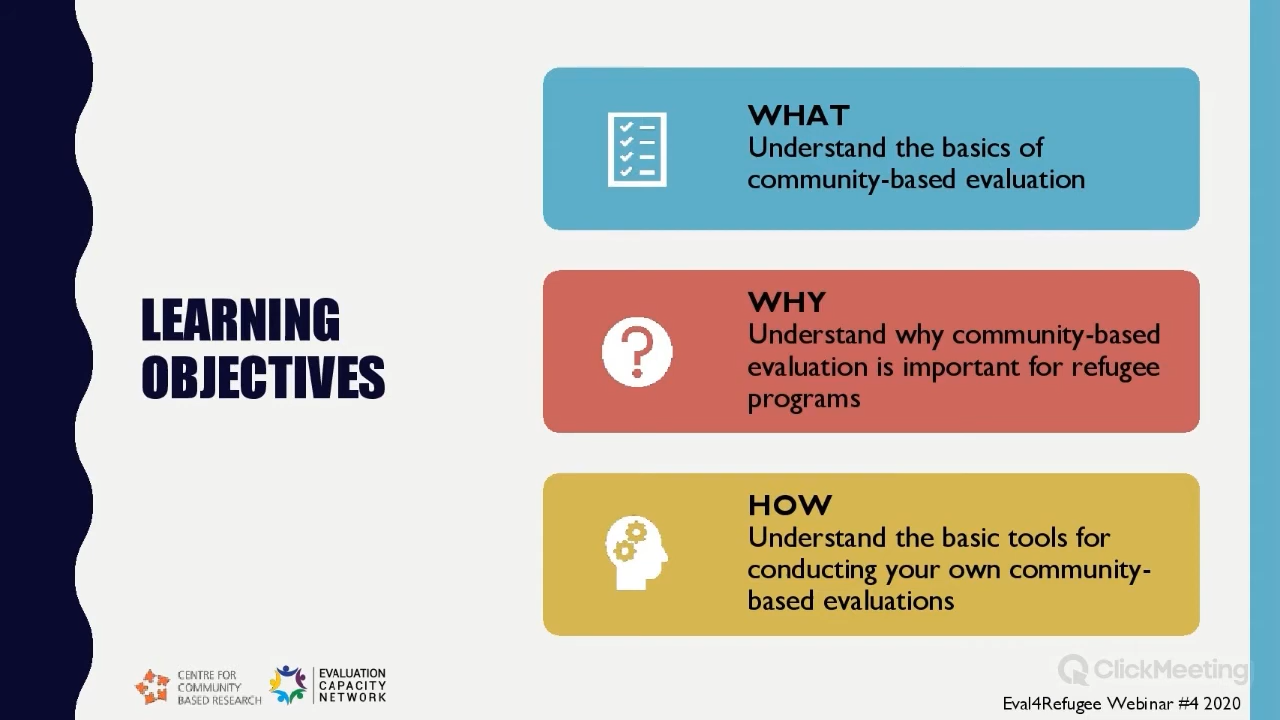 LEARNING
OBJECTIVES
WHAT
Understand the basics of
community-based evaluation
WHY
Understand why community-based
evaluation is important for refugee
programs
HOW
Understand the basic tools for
conducting your own community-
based evaluations
CENTRE FOR
COMMUNITY
BASED RESEARCH
EVALUATION
CAPACITY
NETWORK
ClickMeeting
Eval4Refugee Webinar #4 2020